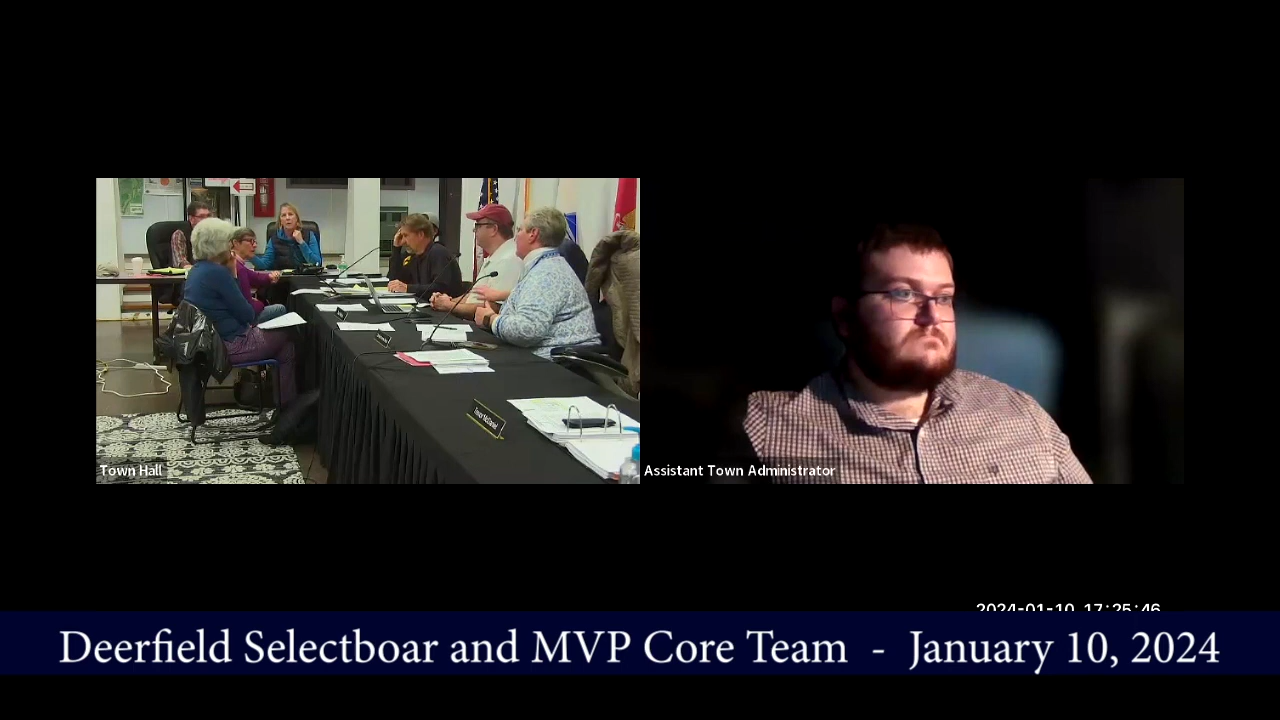 Town Hall
Assistant Town Administrator
2024-01-10 17:25:46
Deerfield Selectboar and MVP Core Team - January 10, 2024